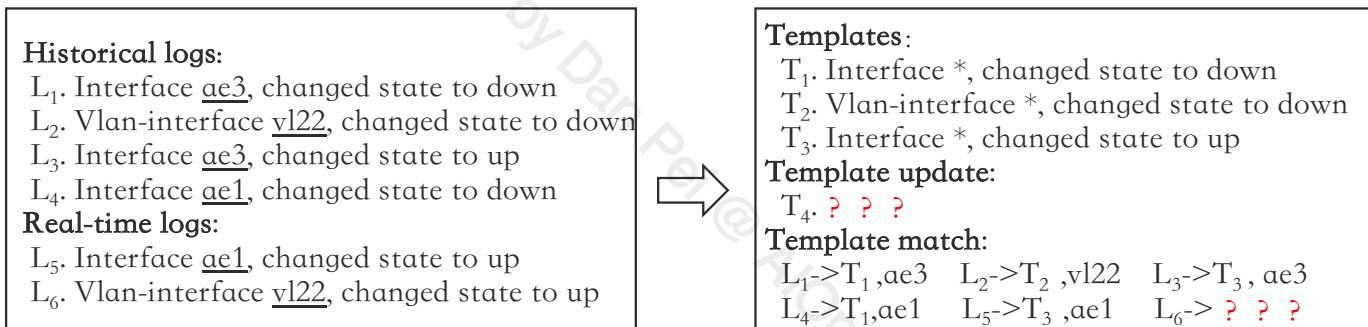 Historical logs:
L₁. Interface ae3, changed state to down
L₂. Vlan-interface vl22, changed state to down
L₃. Interface ae3, changed state to up
L₄. Interface ae1, changed state to down
Real-time logs:
L₅. Interface ae1, changed state to up
L₆. Vlan-interface vl22, changed state to up
Templates:
T₁. Interface *, changed state to down
T₂. Vlan-interface *, changed state to down
T₃. Interface *, changed state to up
Template update:
T₄. ? ? ?
Template match:
L₁->T₁,ae3 L₂->T₂ ,vl22 L₃->T₃, ae3
L₄->T₁,ae1 L₅->T₃ ,ae1 L₆-> ? ? ?
by Dan Pei @